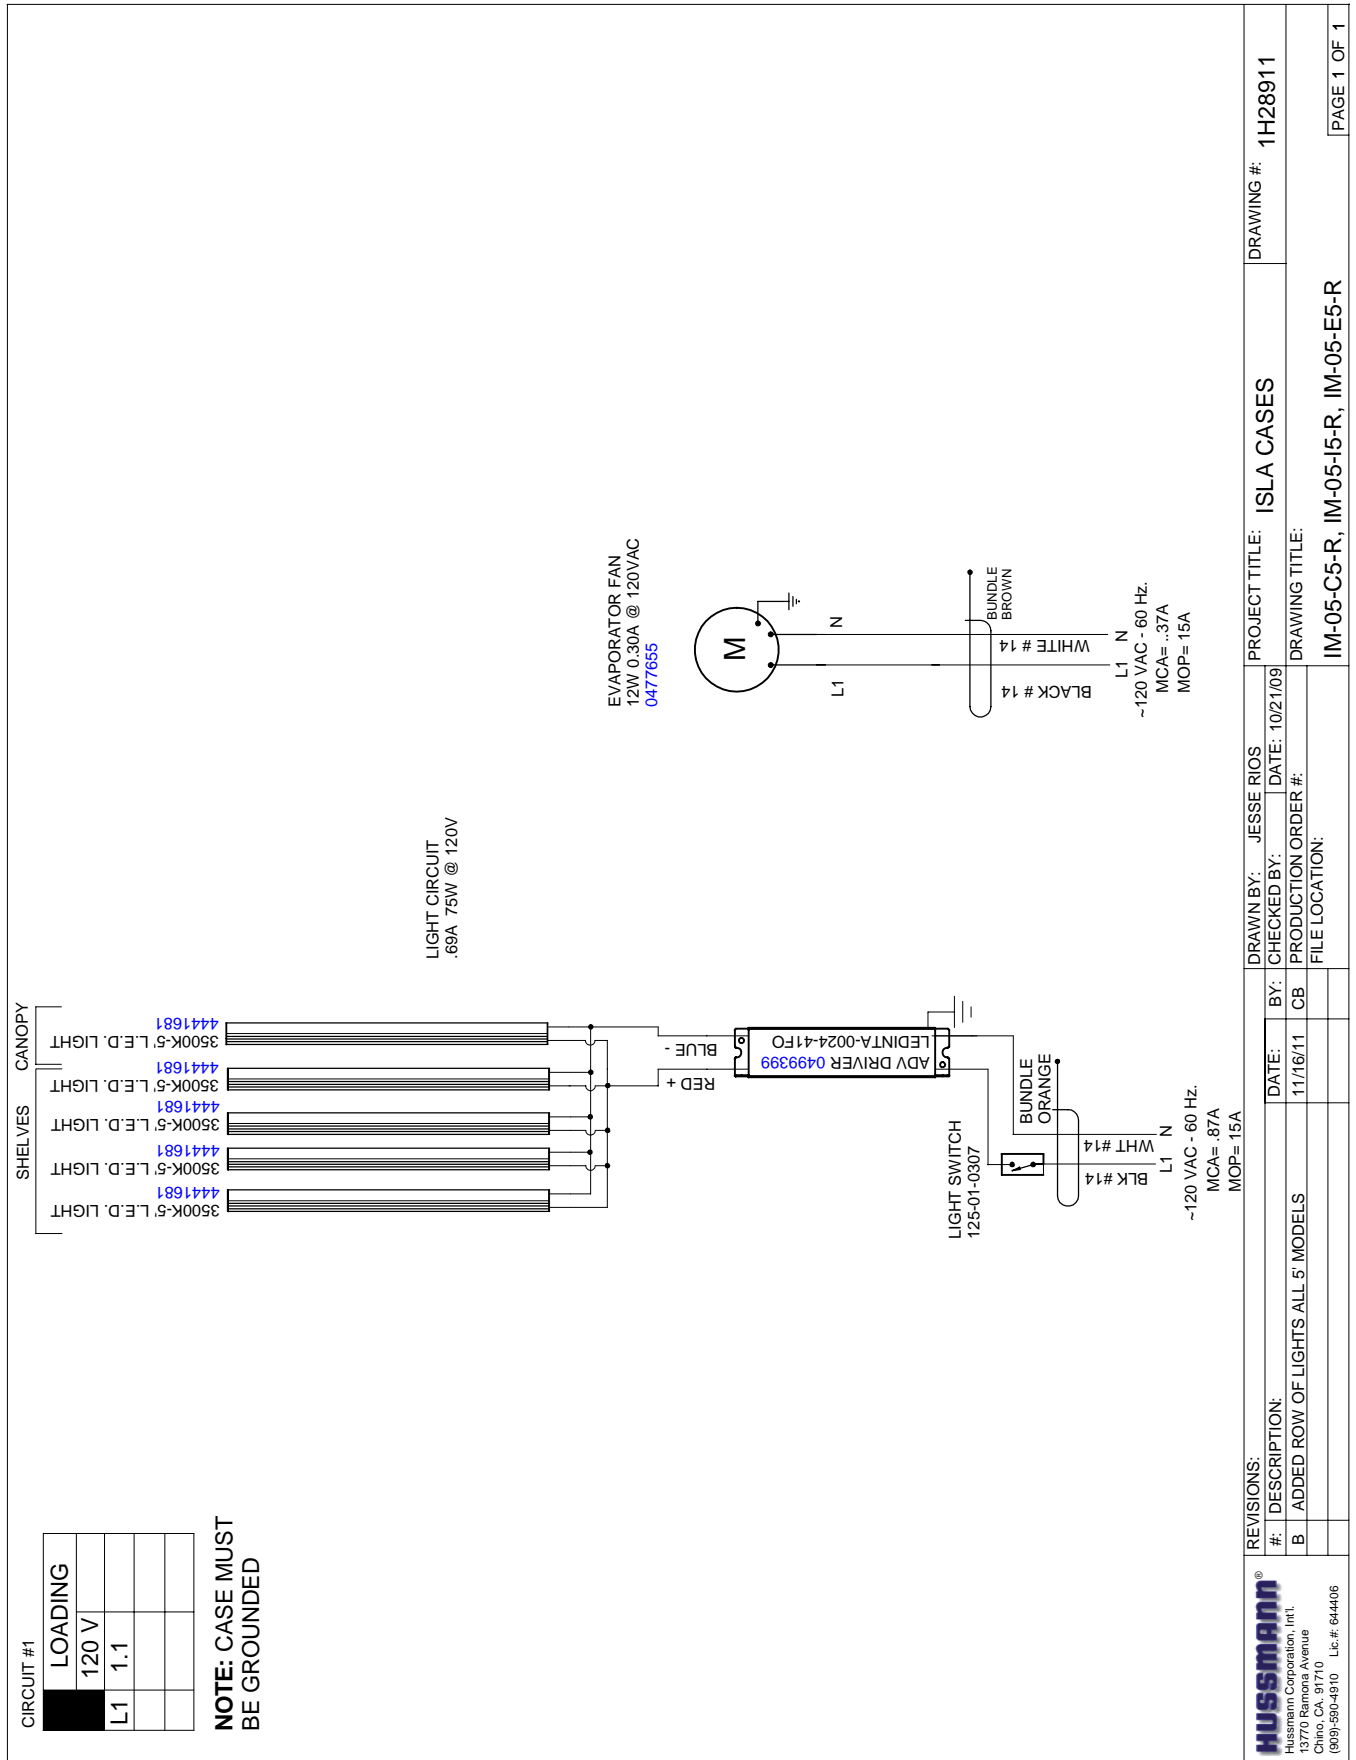 CIRCUIT #1
LOADING
120 V
L1 1.1
NOTE: CASE MUST
BE GROUNDED
SHELVES
CANOPY
3500K-5' L.E.D. LIGHT
4441681
3500K-5' L.E.D. LIGHT
4441681
3500K-5' L.E.D. LIGHT
4441681
3500K-5' L.E.D. LIGHT
4441681
3500K-5' L.E.D. LIGHT
4441681
LIGHT CIRCUIT
.69A 75W @ 120V
RED +
BLUE -
ADV DRIVER 0499399
LEDINTA-0024-41FO
LIGHT SWITCH
125-01-0307
BUNDLE
ORANGE
BLK #14
WHT #14
L1 N
~120 VAC - 60 Hz.
MCA= .87A
MOP= 15A
EVAPORATOR FAN
12W 0.30A @ 120VAC
0477655
M
L1
N
BUNDLE
BROWN
BLACK # 14
WHITE # 14
L1 N
~120 VAC - 60 Hz.
MCA= ..37A
MOP= 15A
HUSSMANN®
Hussmann Corporation, Int'l.
13770 Ramona Avenue
Chino, CA. 91710
(909)-590-4910 Lic.#: 644406
REVISIONS:
#: DESCRIPTION: DATE: BY:
B ADDED ROW OF LIGHTS ALL 5' MODELS 11/16/11 CB
DRAWN BY: JESSE RIOS
CHECKED BY: DATE: 10/21/09
PRODUCTION ORDER #:
FILE LOCATION:
PROJECT TITLE: ISLA CASES
DRAWING #: 1H28911
DRAWING TITLE:
IM-05-C5-R, IM-05-I5-R, IM-05-E5-R
PAGE 1 OF 1